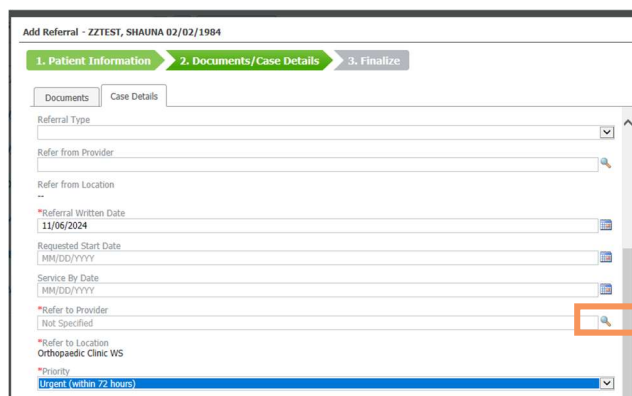 Add Referral - ZZTEST, SHAUNA 02/02/1984
1. Patient Information 2. Documents/Case Details 3. Finalize
Documents Case Details
Referral Type
Refer from Provider
Refer from Location
--
*Referral Written Date
11/06/2024
Requested Start Date
MM/DD/YYYY
Service By Date
MM/DD/YYYY
*Refer to Provider
Not Specified
*Refer to Location
Orthopaedic Clinic WS
*Priority
Urgent (within 72 hours)